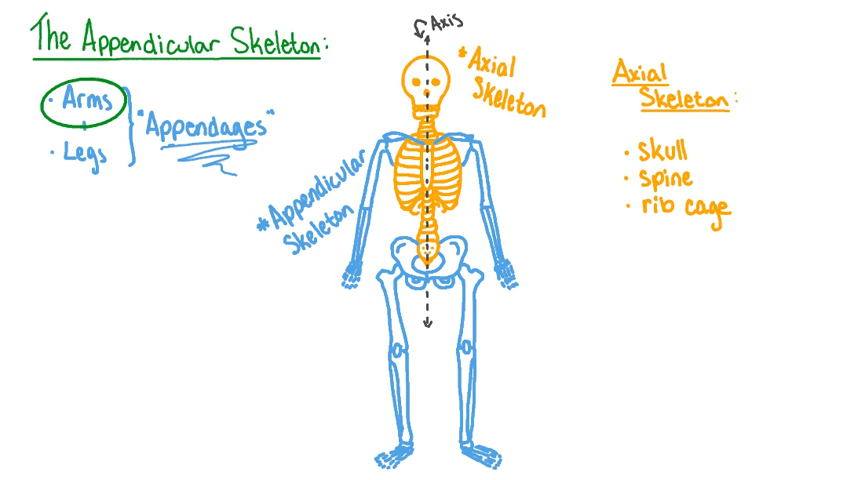 The Appendicular Skeleton:
· Arms
+
· Legs
"Appendages"
Axis
*Axial
Skeleton
*Appendicular
Skeleton
Axial
Skeleton:
· skull
· spine
· rib cage